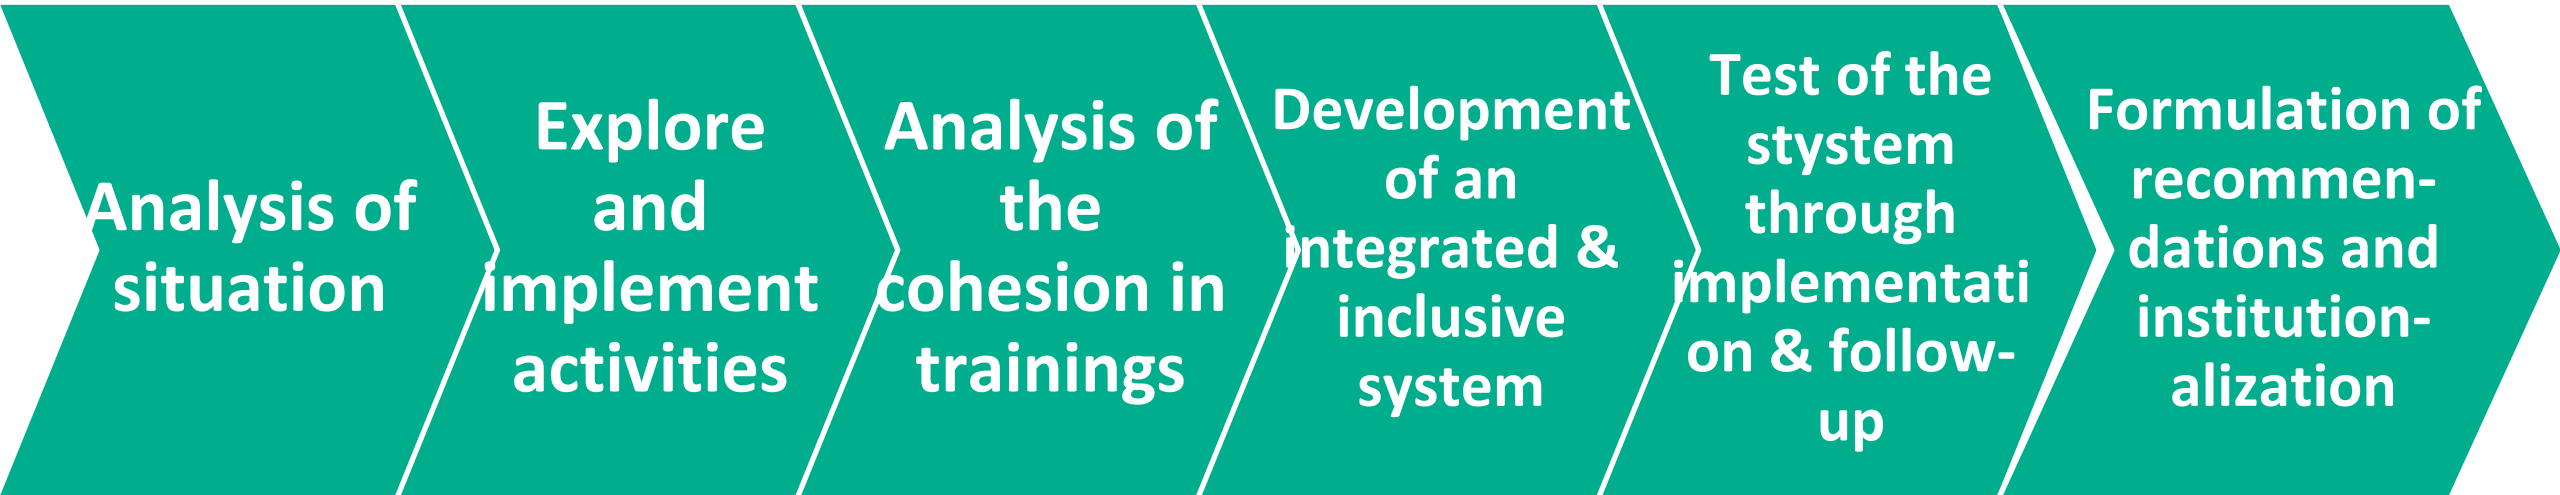 Analysis of
situation
Explore
and
implement
activities
Analysis of
the
cohesion in
trainings
Development
of an
integrated &
inclusive
system
Test of the
stystem
through
implementati
on & follow-
up
Formulation of
recommen-
dations and
institution-
alization